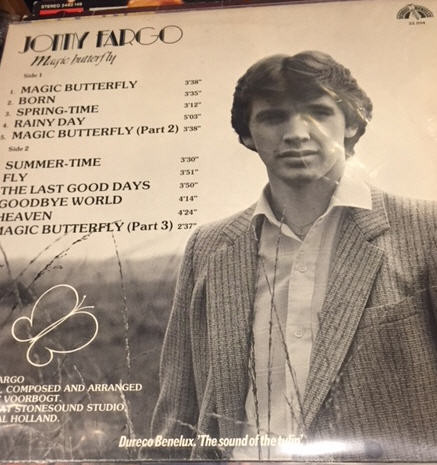 STEREO 2482 146
JONNY FARGO
Magic butterfly
Side 1
1. MAGIC BUTTERFLY 3'38"
2. BORN 3'35"
3. SPRING-TIME 3'12"
4. RAINY DAY 5'03"
5. MAGIC BUTTERFLY (Part 2) 3'38"
Side 2
SUMMER-TIME 3'30"
FLY 3'51"
THE LAST GOOD DAYS 3'50"
GOODBYE WORLD 4'14"
HEAVEN 4'24"
MAGIC BUTTERFLY (Part 3) 2'37"
ARGO
COMPOSED AND ARRANGED
VOORBOGT.
AT STONESOUND STUDIO,
AL HOLLAND.
Dureco Benelux, 'The sound of the tulip'